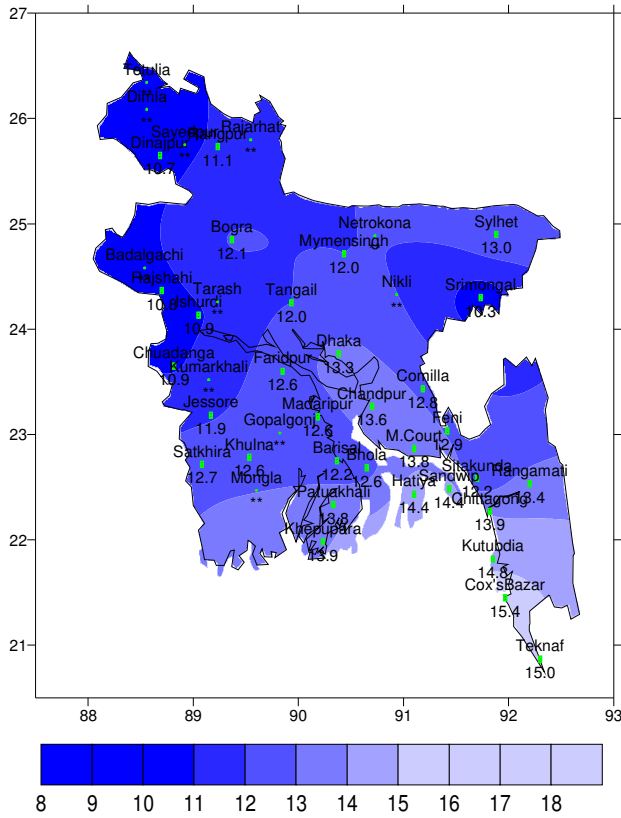 27
26
25
24
23
22
21
Tetulia
**
Dimla
**
Sayedpur
**
Rangpur
11.1
Rajarhat
**
Dinajpur
10.7
Bogra
12.1
Netrokona
Sylhet
13.0
Mymensingh
12.0
Badalgachi
Rajshahi
Tarash
**
Tangail
12.0
Nikli
**
Srimongal
10.3
Ishurdi
10.9
Dhaka
13.3
Chuadanga
10.9
Kumarkhali
**
Faridpur
12.6
Comilla
12.8
Chandpur
13.6
Jessore
11.9
Madaripur
12.6
Gopalgonj
**
Feni
12.9
M.Court
13.8
Satkhira
12.7
Khulna
12.6
Barisal
12.2
Bhola
12.6
Mongla
**
Hatiya
14.4
Sandwip
14.4
Sitakunda
12.2
Rangamati
13.4
Chittagong
13.9
Patuakhali
13.8
Khepupara
13.9
Kutubdia
14.8
Cox'sBazar
15.4
Teknaf
15.0
88 89 90 91 92 93
8 9 10 11 12 13 14 15 16 17 18